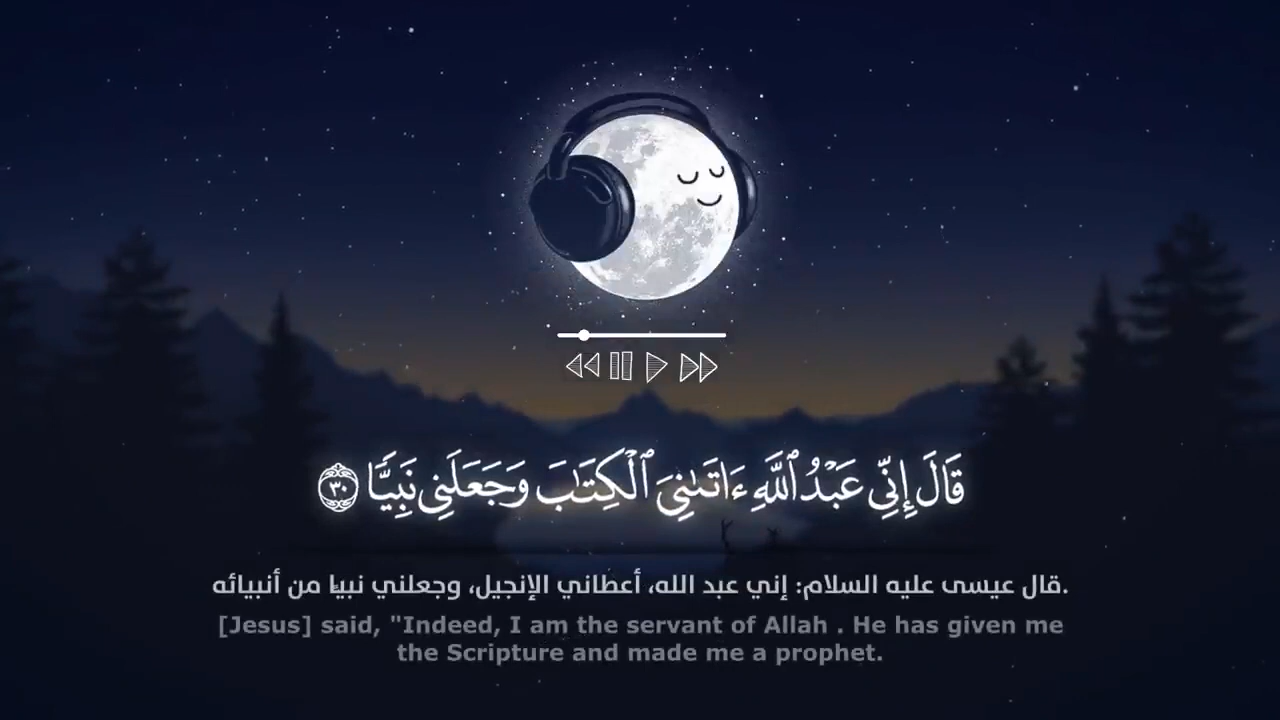 قَالَ إِنِّي عَبْدُ ٱللَّهِ ءَاتَىٰنِيَ ٱلْكِتَٰبَ وَجَعَلَنِي نَبِيًّا ٣٠
قال عيسى عليه السلام: إني عبد الله، أعطاني الإنجيل، وجعلني نبيا من أنبيائه.
[Jesus] said, "Indeed, I am the servant of Allah . He has given me
the Scripture and made me a prophet.